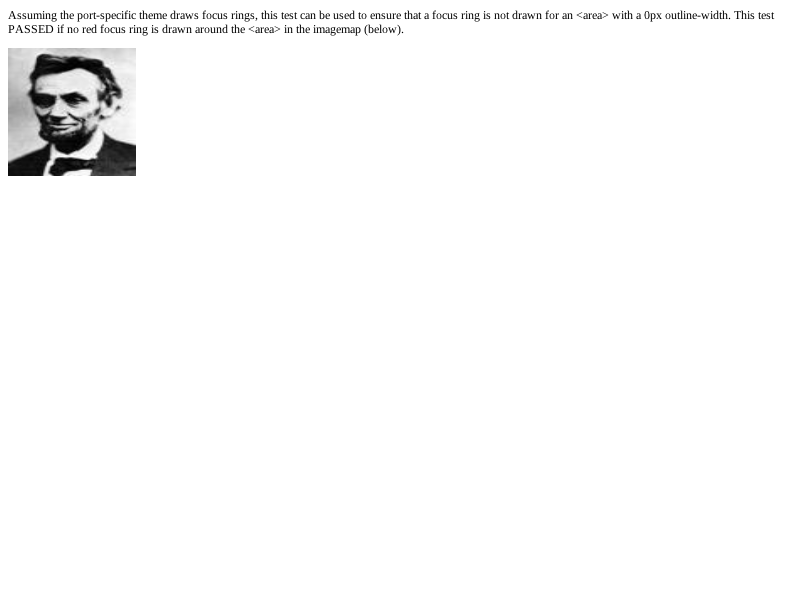 Assuming the port-specific theme draws focus rings, this test can be used to ensure that a focus ring is not drawn for an <area> with a 0px outline-width. This test
PASSED if no red focus ring is drawn around the <area> in the imagemap (below).